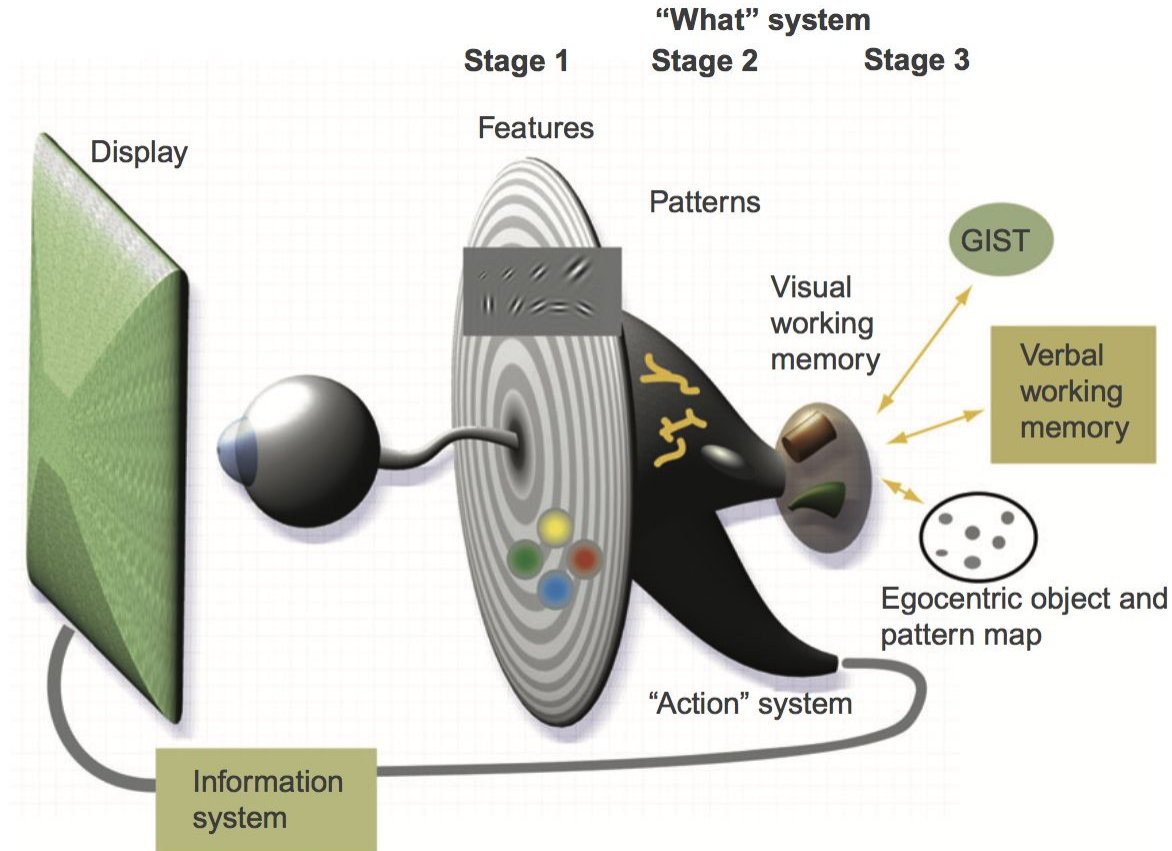 “What” system
Stage 1
Stage 2
Stage 3
Features
Display
Patterns
GIST
Visual
working
memory
Verbal
working
memory
Egocentric object and
pattern map
“Action” system
Information
system